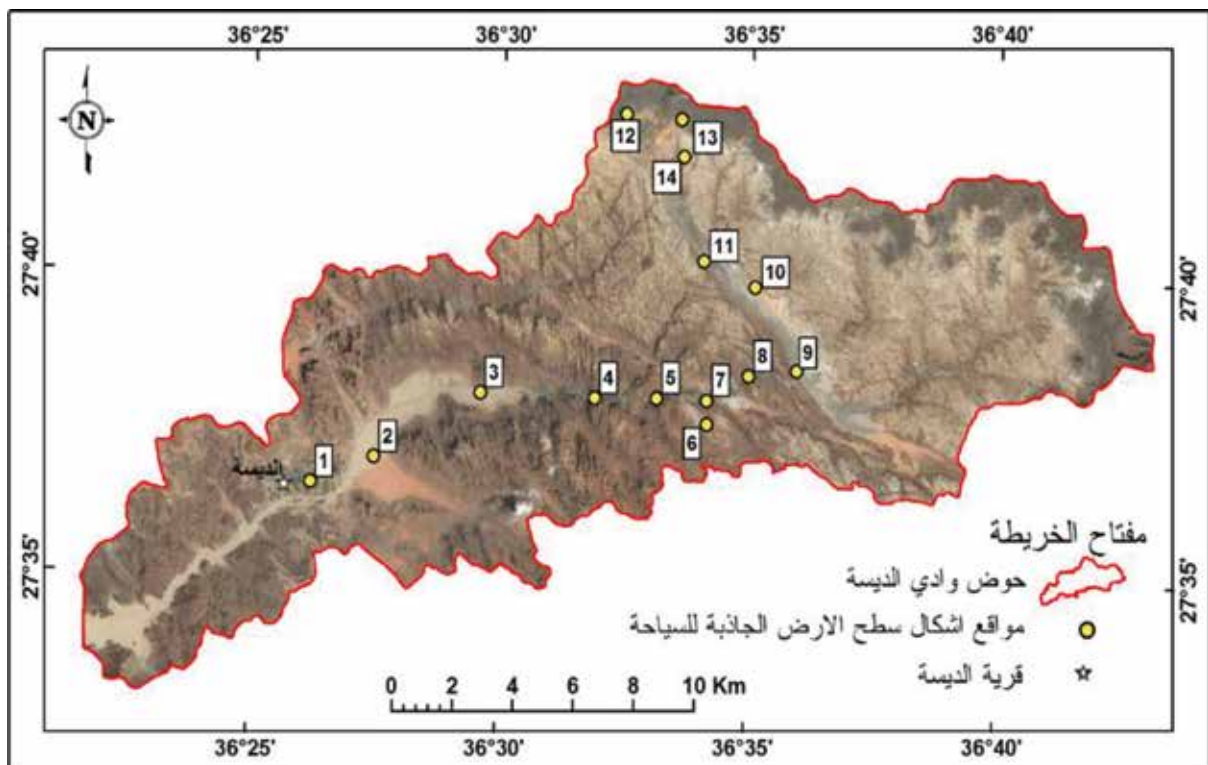 36°25' 36°30' 36°35' 36°40'
N
12
13
14
27°40' 27°40'
11
10
9
8
7
6
5
4
3
2
1
الديسة
مفتاح الخريطة
حوض وادي الديسة
مواقع اشكال سطح الارض الجاذبة للسياحة
قرية الديسة
27°35' 27°35'
0 2 4 6 8 10 Km
36°25' 36°30' 36°35' 36°40'